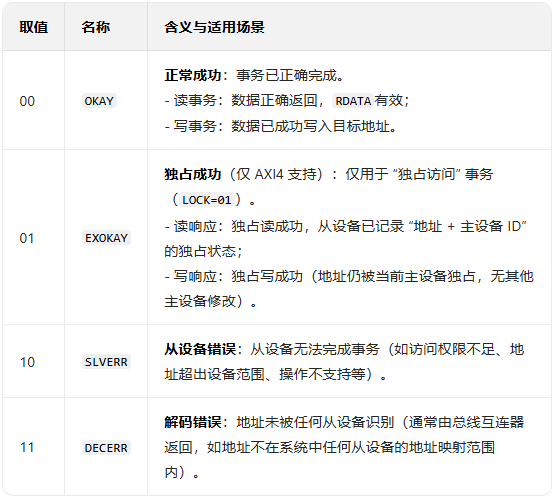 取值 名称 含义与适用场景
正常成功：事务已正确完成。
00 OKAY - 读事务：数据正确返回，RDATA有效；
- 写事务：数据已成功写入目标地址。
独占成功（仅 AXI4 支持）：仅用于 “独占访问” 事务
（LOCK=01）。
01 EXOKAY - 读响应：独占读成功，从设备已记录 “地址 + 主设备 ID”
的独占状态；
- 写响应：独占写成功（地址仍被当前主设备独占，无其他
主设备修改）。
10 SLVERR 从设备错误：从设备无法完成事务（如访问权限不足、地
址超出设备范围、操作不支持等）。
解码错误：地址未被任何从设备识别（通常由总线互连器
11 DECERR 返回，如地址不在系统中任何从设备的地址映射范围
内）。